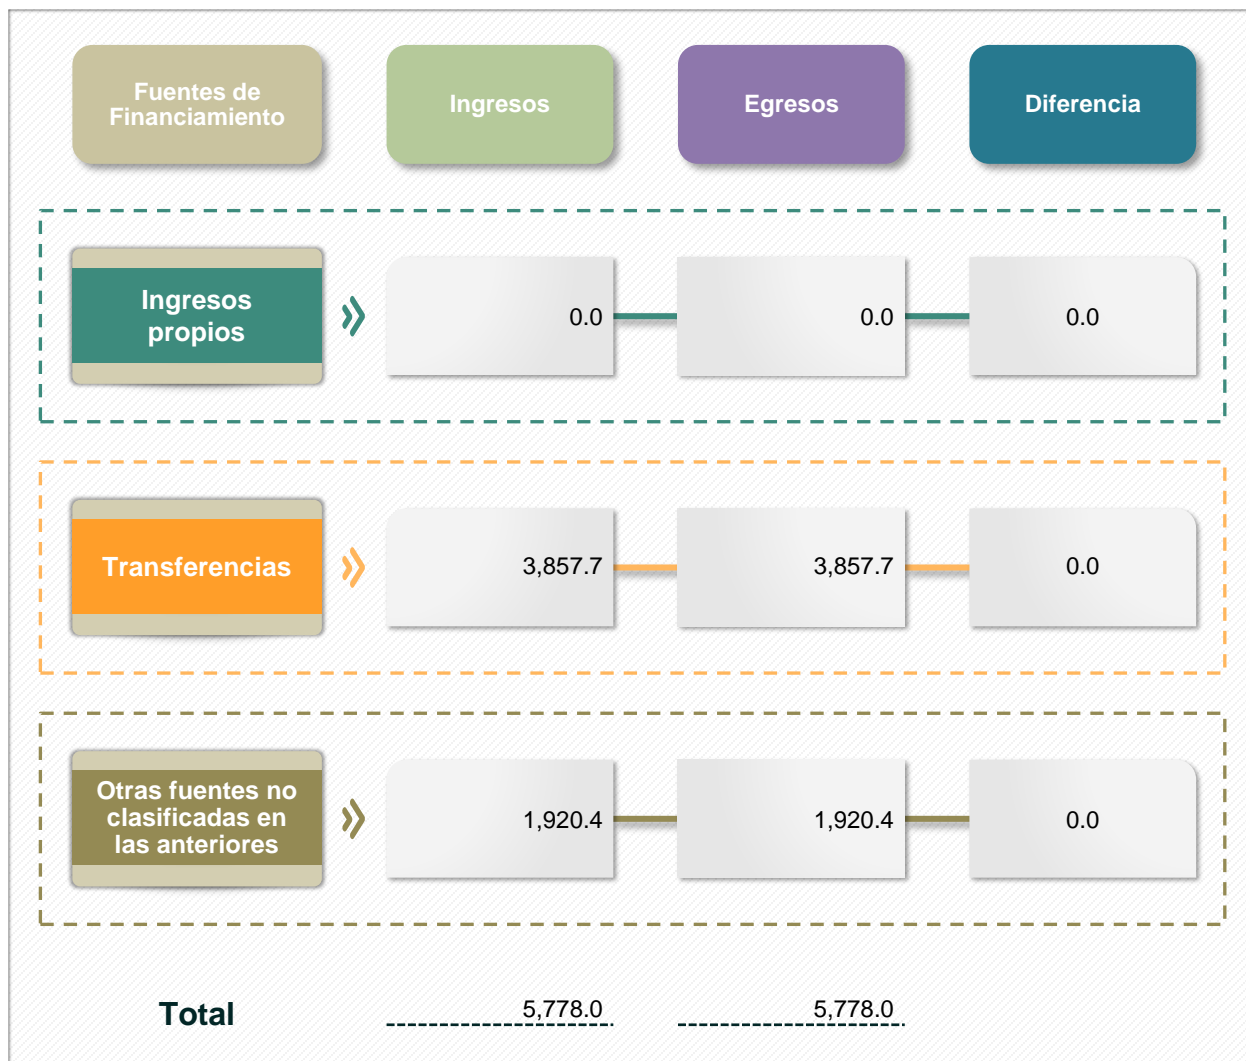 Fuentes de
Financiamiento
Ingresos
Egresos
Diferencia
Ingresos
propios
0.0
0.0
0.0
Transferencias
3,857.7
3,857.7
0.0
Otras fuentes no
clasificadas en
las anteriores
1,920.4
1,920.4
0.0
Total
5,778.0
5,778.0